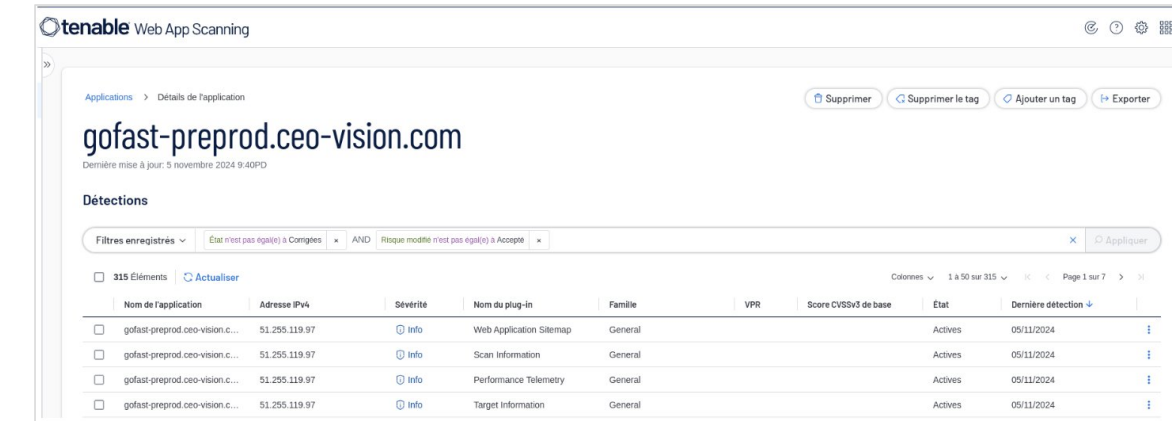 tenable Web App Scanning
Applications > Détails de l'application
Supprimer Supprimer le tag Ajouter un tag Exporter
gofast-preprod.ceo-vision.com
Dernière mise à jour: 5 novembre 2024 9:40PD
Détections
Filtres enregistrés État n'est pas égal(e) à Corrigées × AND Risque modifié n'est pas égal(e) à Accepté × × Appliquer
315 Éléments Actualiser Colonnes 1 à 50 sur 315 Page 1 sur 7
Nom de l'application Adresse IPv4 Sévérité Nom du plug-in Famille VPR Score CVSSv3 de base État Dernière détection
gofast-preprod.ceo-vision.c... 51.255.119.97 Info Web Application Sitemap General Actives 05/11/2024
gofast-preprod.ceo-vision.c... 51.255.119.97 Info Scan Information General Actives 05/11/2024
gofast-preprod.ceo-vision.c... 51.255.119.97 Info Performance Telemetry General Actives 05/11/2024
gofast-preprod.ceo-vision.c... 51.255.119.97 Info Target Information General Actives 05/11/2024